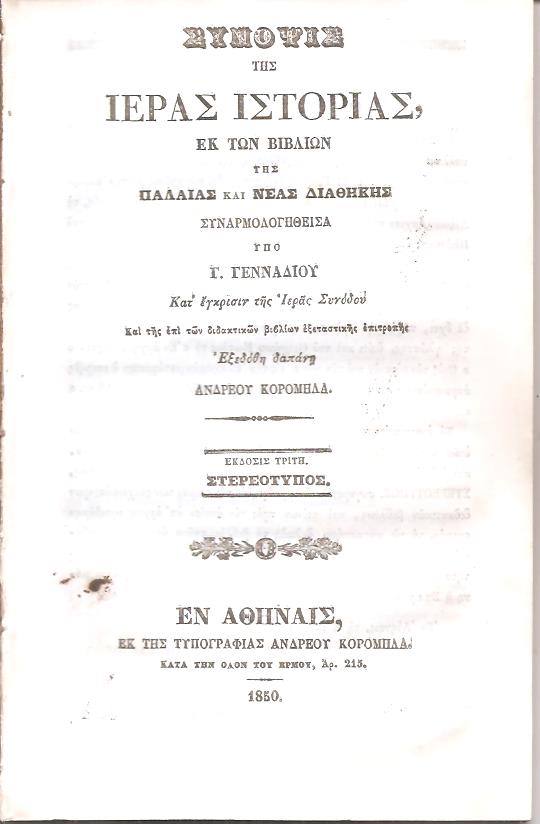 ΣΥΝΟΨΙΣ
ΤΗΣ
ΙΕΡΑΣ ΙΣΤΟΡΙΑΣ,
ΕΚ ΤΩΝ ΒΙΒΛΙΩΝ
ΤΗΣ
ΠΑΛΑΙΑΣ ΚΑΙ ΝΕΑΣ ΔΙΑΘΗΚΗΣ
ΣΥΝΑΡΜΟΛΟΓΗΘΕΙΣΑ
ΥΠΟ
Γ. ΓΕΝΝΑΔΙΟΥ
Κατ' ἔγκρισιν τῆς Ἱερᾶς Συνόδου
Καὶ τῆς ἐπὶ τῶν διδακτικῶν βιβλίων ἐξεταστικῆς ἐπιτροπῆς
Ἐξεδόθη δαπάνῃ
ΑΝΔΡΕΟΥ ΚΟΡΟΜΗΛΑ.
ΕΚΔΟΣΙΣ ΤΡΙΤΗ.
ΣΤΕΡΕΟΤΥΠΟΣ.
ΕΝ ΑΘΗΝΑΙΣ,
ΕΚ ΤΗΣ ΤΥΠΟΓΡΑΦΙΑΣ ΑΝΔΡΕΟΥ ΚΟΡΟΜΗΛΑ.
ΚΑΤΑ ΤΗΝ ΟΔΟΝ ΤΟΥ ΕΡΜΟΥ, Ἀρ. 215.
1850.